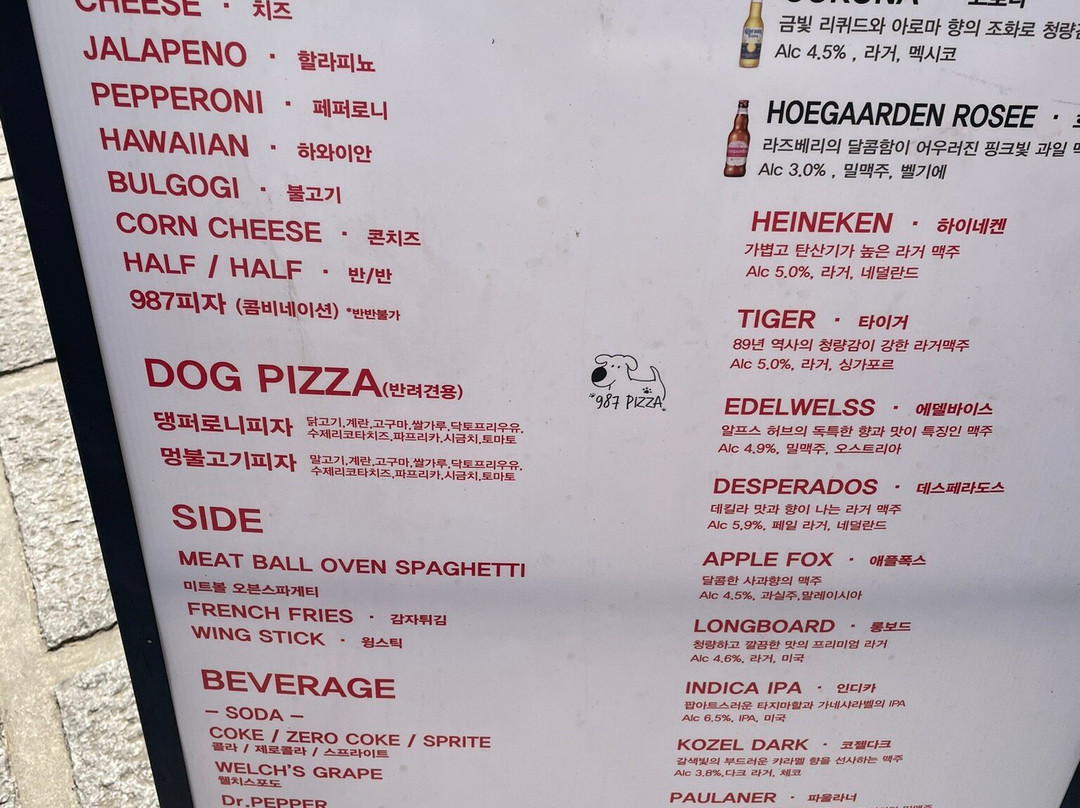 CHEESE · 치즈
JALAPENO · 할라피뇨
PEPPERONI · 페퍼로니
HAWAIIAN · 하와이안
BULGOGI · 불고기
CORN CHEESE · 콘치즈
HALF / HALF · 반/반
987피자 (콤비네이션) *반반불가
DOG PIZZA(반려견용)
댕퍼로니피자 닭고기,계란,고구마,쌀가루,닥토프리우유,
수제리코타치즈,파프리카,시금치,토마토
멍불고기피자 말고기,계란,고구마,쌀가루,닥토프리우유,
수제리코타치즈,파프리카,시금치,토마토
SIDE
MEAT BALL OVEN SPAGHETTI
미트볼 오븐스파게티
FRENCH FRIES · 감자튀김
WING STICK · 윙스틱
BEVERAGE
– SODA –
COKE / ZERO COKE / SPRITE
콜라 / 제로콜라 / 스프라이트
WELCH'S GRAPE
웰치스포도
Dr.PEPPER
987 PIZZA
CORONA
금빛 리퀴드와 아로마 향의 조화로
Alc 4.5% , 라거, 멕시코
HOEGAARDEN ROSEE ·
라즈베리의 달콤함이 어우러진 핑크빛 과일
Alc 3.0% , 밀맥주, 벨기에
HEINEKEN · 하이네켄
가볍고 탄산기가 높은 라거 맥주
Alc 5.0%, 라거, 네덜란드
TIGER · 타이거
89년 역사의 청량감이 강한 라거맥주
Alc 5.0%, 라거, 싱가포르
EDELWELSS · 에델바이스
알프스 허브의 독특한 향과 맛이 특징인 맥주
Alc 4.9%, 밀맥주, 오스트리아
DESPERADOS · 데스페라도스
데킬라 맛과 향이 나는 라거 맥주
Alc 5,9%, 페일 라거, 네덜란드
APPLE FOX · 애플폭스
달콤한 사과향의 맥주
Alc 4.5%, 과실주,말레이시아
LONGBOARD · 롱보드
청량하고 깔끔한 맛의 프리미엄 라거
Alc 4,6%, 라거, 미국
INDICA IPA · 인디카
팝아트스러운 타지마할과 가네샤라벨의 IPA
Alc 6,5%, IPA, 미국
KOZEL DARK · 코젤다크
갈색빛의 부드러운 캬라멜 향을 선사하는 맥주
Alc 3,8%,다크 라거, 체코
PAULANER · 파울라너